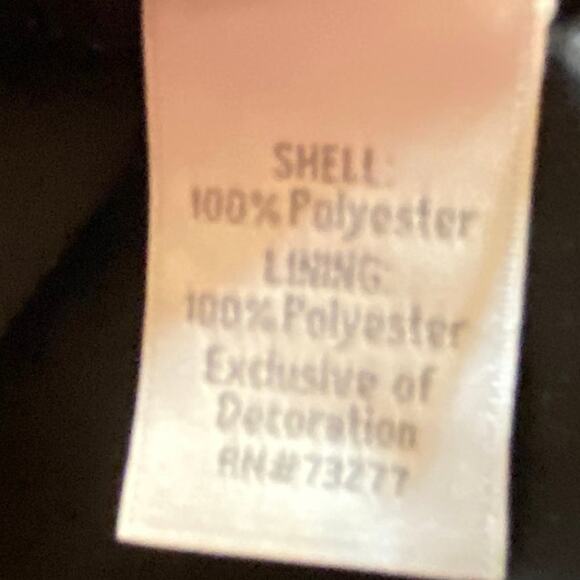 SHELL:
100% Polyester
LINING:
100% Polyester
Exclusive of
Decoration
RN#73277